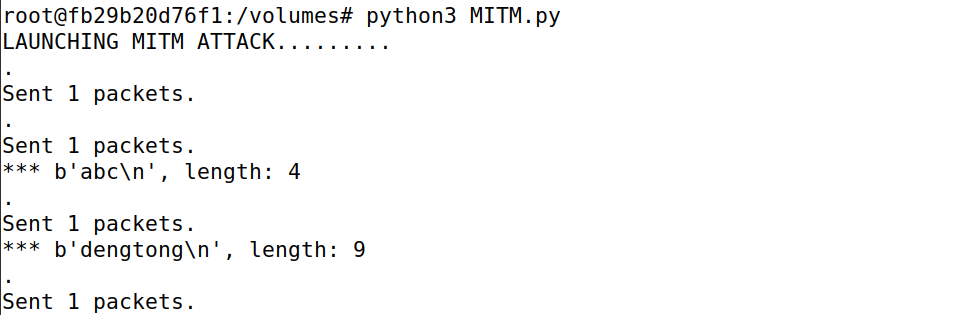 root@fb29b20d76f1:/volumes# python3 MITM.py
LAUNCHING MITM ATTACK.........
.
Sent 1 packets.
.
Sent 1 packets.
*** b'abc\n', length: 4
.
Sent 1 packets.
*** b'dengtong\n', length: 9
.
Sent 1 packets.